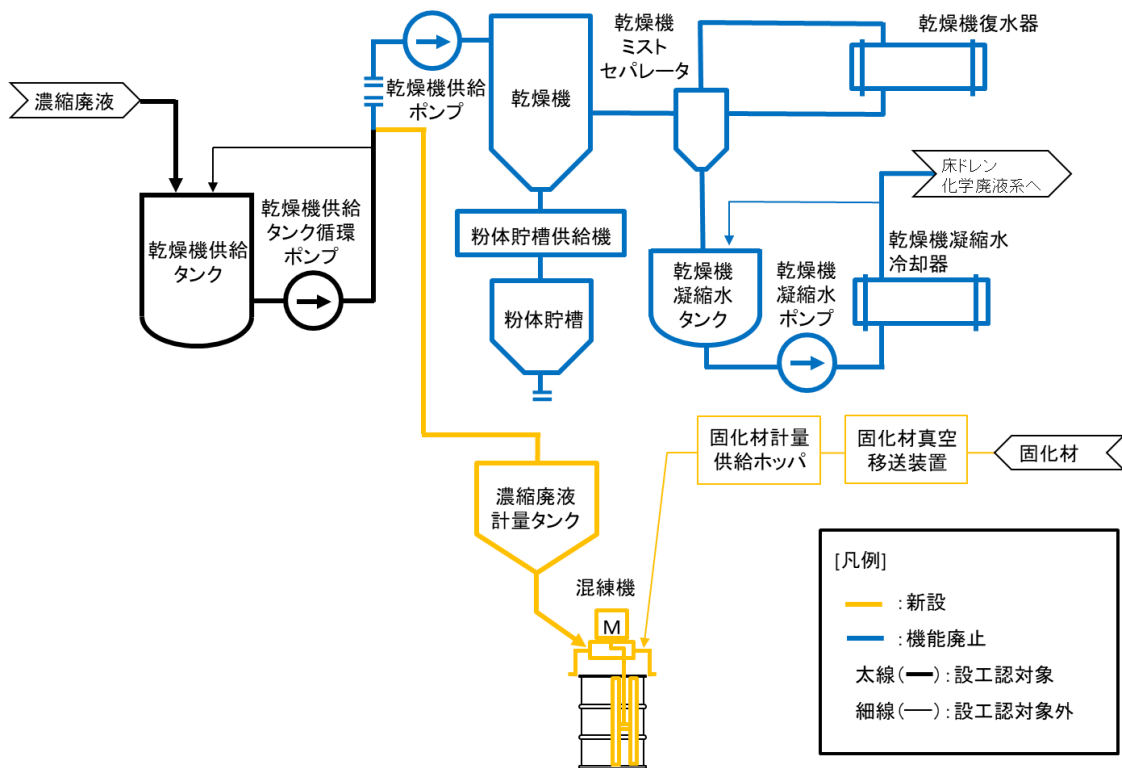 乾燥機
ミスト
セパレータ
乾燥機復水器
濃縮廃液
乾燥機供給
ポンプ
乾燥機
床ドレン
化学廃液系へ
乾燥機供給
タンク循環
ポンプ
乾燥機供給
タンク
粉体貯槽供給機
乾燥機
凝縮水
タンク
乾燥機
凝縮水
ポンプ
乾燥機凝縮水
冷却器
粉体貯槽
固化材計量
供給ホッパ
固化材真空
移送装置
固化材
濃縮廃液
計量タンク
混練機
M
[凡例]
:新設
:機能廃止
太線(━):設工認対象
細線(—):設工認対象外